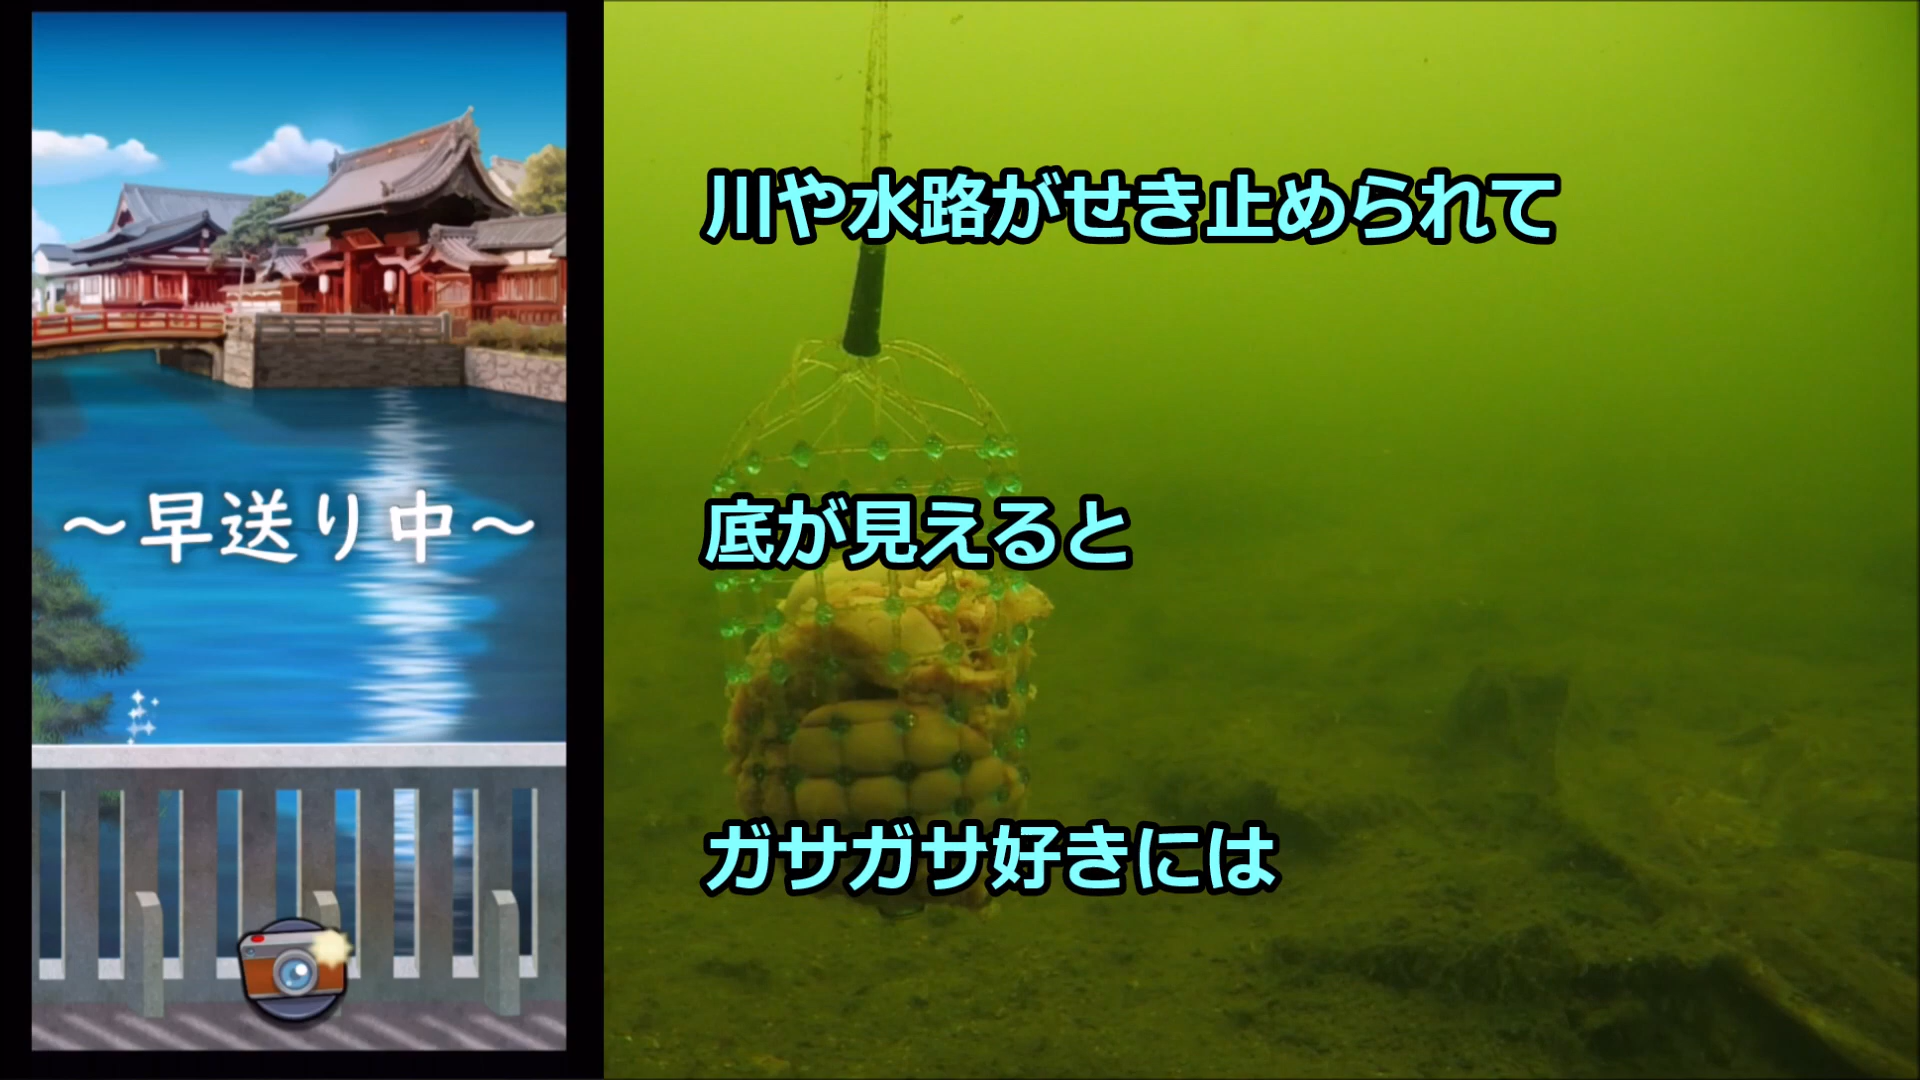 〜早送り中〜
川や水路がせき止められて
底が見えると
ガサガサ好きには